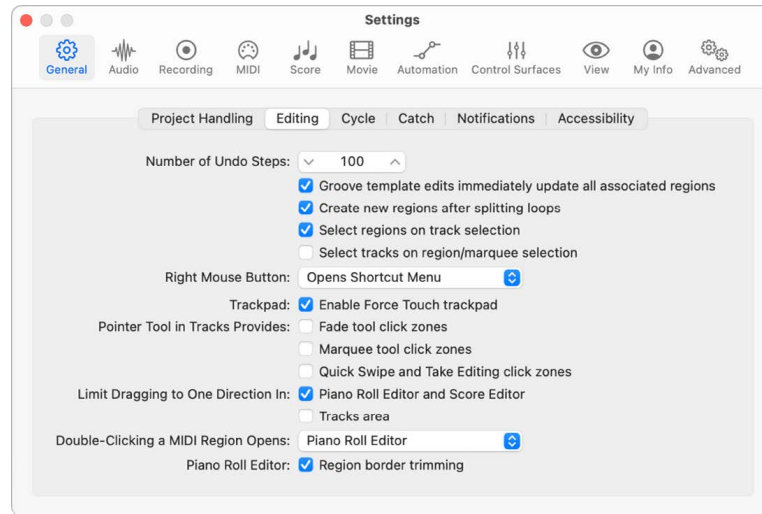 Settings
General Audio Recording MIDI Score Movie Automation Control Surfaces View My Info Advanced
Project Handling Editing Cycle Catch Notifications Accessibility
Number of Undo Steps: 100
Groove template edits immediately update all associated regions
Create new regions after splitting loops
Select regions on track selection
Select tracks on region/marquee selection
Right Mouse Button: Opens Shortcut Menu
Trackpad: Enable Force Touch trackpad
Pointer Tool in Tracks Provides: Fade tool click zones
Marquee tool click zones
Quick Swipe and Take Editing click zones
Limit Dragging to One Direction In: Piano Roll Editor and Score Editor
Tracks area
Double-Clicking a MIDI Region Opens: Piano Roll Editor
Piano Roll Editor: Region border trimming